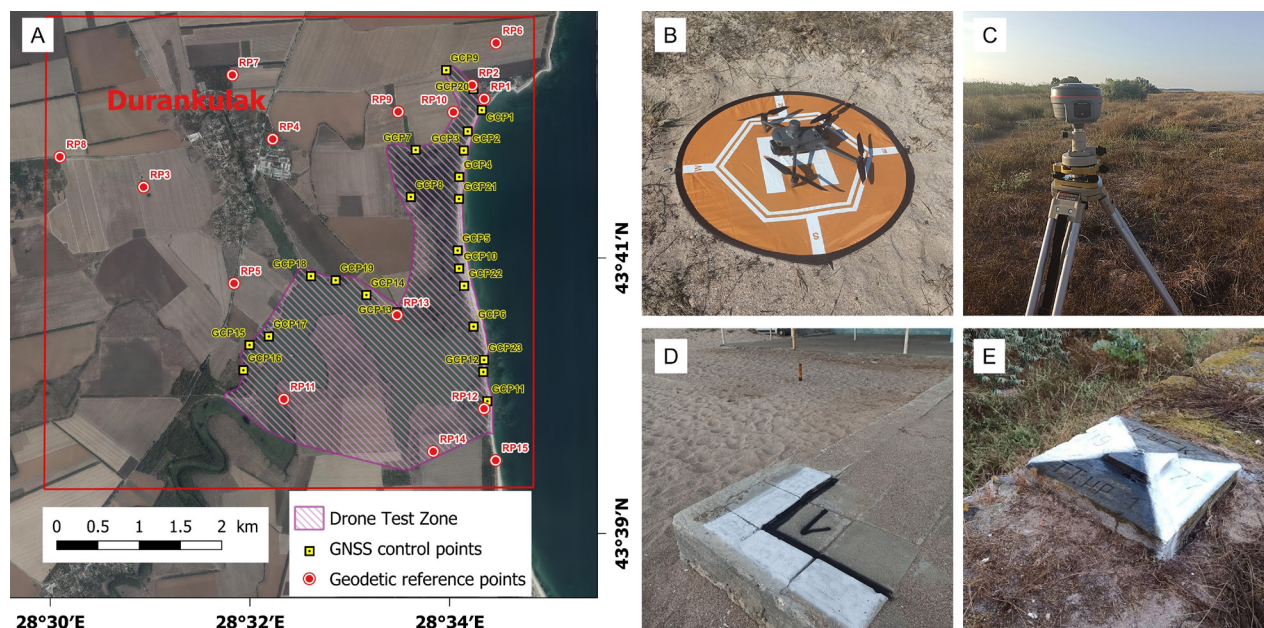 A
RP6
GCP9
RP7
RP2
GCP20
RP1
Durankulak
RP9
RP10
GCP1
RP4
GCP7
GCP3
GCP2
RP8
GCP4
RP3
GCP8
GCP21
GCP5
GCP10
GCP18
GCP19
GCP22
RP5
GCP14
GCP13
RP13
GCP6
GCP15
GCP17
GCP16
GCP12
GCP23
RP11
GCP11
RP12
RP14
RP15
0 0.5 1 1.5 2 km
Drone Test Zone
GNSS control points
Geodetic reference points
28°30′E 28°32′E 28°34′E
43°41′N
43°39′N
B
S
C
D
E
19